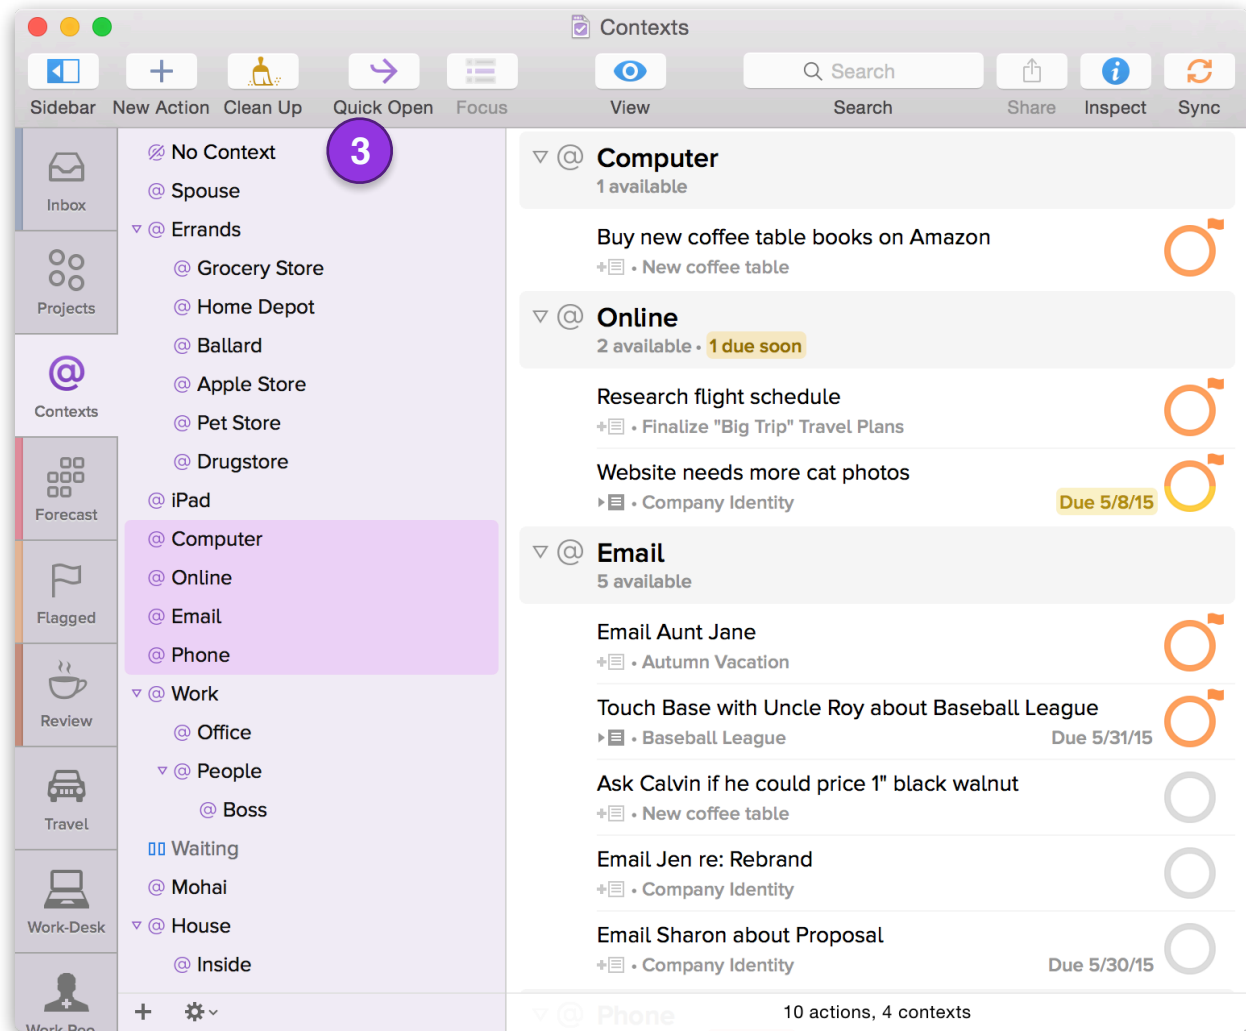 Contexts
Search
Sidebar New Action Clean Up Quick Open Focus View Search Share Inspect Sync
3
Inbox
Projects
@
Contexts
Forecast
Flagged
Review
Travel
Work-Desk
No Context
@ Spouse
@ Errands
@ Grocery Store
@ Home Depot
@ Ballard
@ Apple Store
@ Pet Store
@ Drugstore
@ iPad
@ Computer
@ Online
@ Email
@ Phone
@ Work
@ Office
@ People
@ Boss
Waiting
@ Mohai
@ House
@ Inside
@ Computer
1 available
Buy new coffee table books on Amazon
• New coffee table
@ Online
2 available • 1 due soon
Research flight schedule
• Finalize "Big Trip" Travel Plans
Website needs more cat photos
• Company Identity Due 5/8/15
@ Email
5 available
Email Aunt Jane
• Autumn Vacation
Touch Base with Uncle Roy about Baseball League
• Baseball League Due 5/31/15
Ask Calvin if he could price 1" black walnut
• New coffee table
Email Jen re: Rebrand
• Company Identity
Email Sharon about Proposal
• Company Identity Due 5/30/15
@ Phone
10 actions, 4 contexts